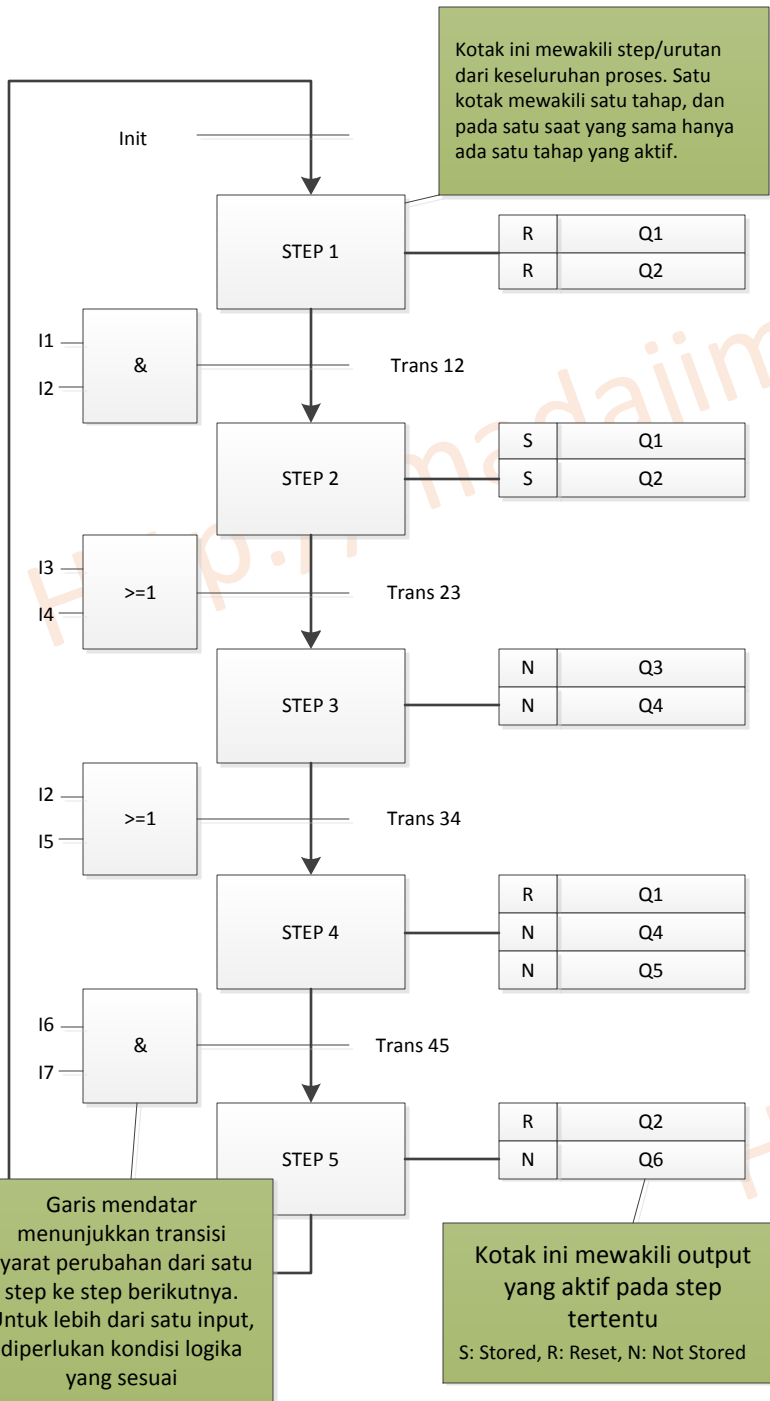 Kotak ini mewakili step/urutan
dari keseluruhan proses. Satu
kotak mewakili satu tahap, dan
pada satu saat yang sama hanya
ada satu tahap yang aktif.
Init
STEP 1
R Q1
R Q2
I1
I2
&
Trans 12
STEP 2
S Q1
S Q2
I3
I4
>=1
Trans 23
STEP 3
N Q3
N Q4
I2
I5
>=1
Trans 34
STEP 4
R Q1
N Q4
N Q5
I6
I7
&
Trans 45
STEP 5
R Q2
N Q6
Garis mendatar
menunjukkan transisi
yarat perubahan dari satu
step ke step berikutnya.
Untuk lebih dari satu input,
diperlukan kondisi logika
yang sesuai
Kotak ini mewakili output
yang aktif pada step
tertentu
S: Stored, R: Reset, N: Not Stored